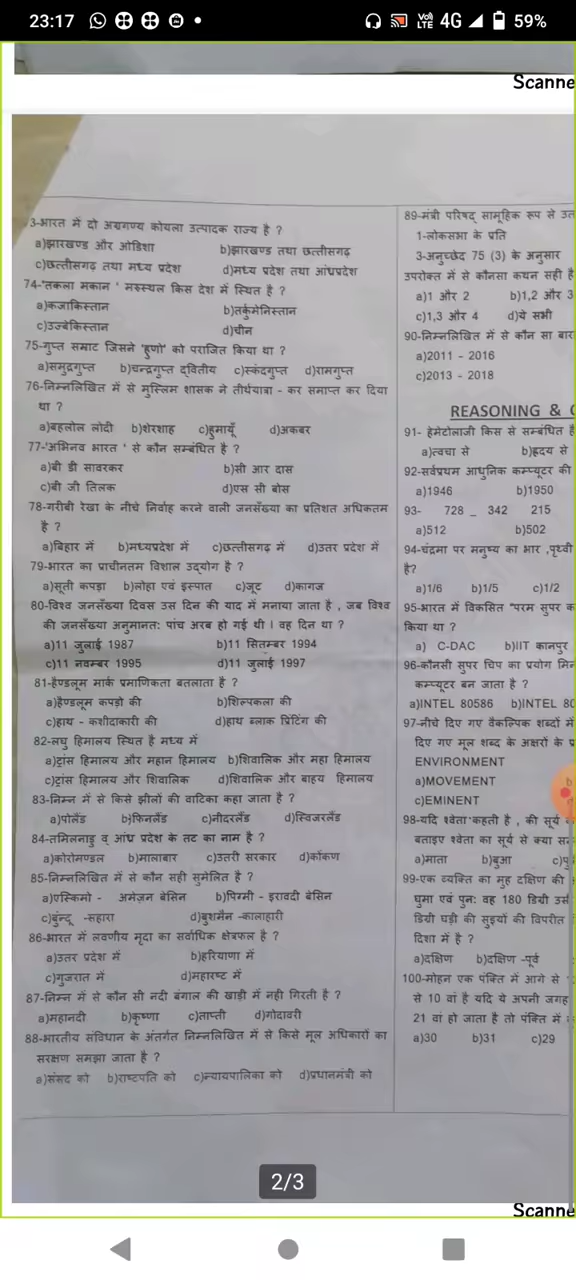 23:17
4G
59%
Scanne
3-भारत में दो अग्रगण्य कोयला उत्पादक राज्य है ?
a)झारखण्ड और ओडिशा b)झारखण्ड तथा छत्तीसगढ़
c)छत्तीसगढ़ तथा मध्य प्रदेश d)मध्य प्रदेश तथा आंधप्रदेश
74-'तकला मकान ' मरुस्थल किस देश में स्थित है ?
a)कजाकिस्तान b)तर्कुमेनिस्तान
c)उज्बेकिस्तान d)चीन
75-गुप्त सम्राट जिसने 'हूणो' को पराजित किया था ?
a)समुद्रगुप्त b)चन्द्रगुप्त द्वितीय c)स्कंदगुप्त d)रामगुप्त
76-निम्नलिखित में से मुस्लिम शासक ने तीर्थयात्रा - कर समाप्त कर दिया
था ?
a)बहलोल लोदी b)शेरशाह c)हुमायूँ d)अकबर
77-'अभिनव भारत ' से कौन सम्बंधित है ?
a)बी डी सावरकर b)सी आर दास
c)बी जी तिलक d)एस सी बोस
78-गरीबी रेखा के नीचे निर्वाह करने वाली जनसँख्या का प्रतिशत अधिकतम
है ?
a)बिहार में b)मध्यप्रदेश में c)छत्तीसगढ़ में d)उतर प्रदेश में
79-भारत का प्राचीनतम विशाल उद्योग है ?
a)सूती कपड़ा b)लोहा एवं इस्पात c)जूट d)कागज
80-विश्व जनसँख्या दिवस उस दिन की याद में मनाया जाता है , जब विश्व
की जनसँख्या अनुमानत: पांच अरब हो गई थी । वह दिन था ?
a)11 जुलाई 1987 b)11 सितम्बर 1994
c)11 नवम्बर 1995 d)11 जुलाई 1997
81-हैण्डलूम मार्क प्रमाणिकता बतलाता है ?
a)हैण्डलूम कपड़ो की b)शिल्पकला की
c)हाथ - कशीदाकारी की d)हाथ ब्लाक प्रिटिंग की
82-लघु हिमालय स्थित है मध्य में
a)ट्रांस हिमालय और महान हिमालय b)शिवालिक और महा हिमालय
c)ट्रांस हिमालय और शिवालिक d)शिवालिक और बाहय हिमालय
83-निम्न में से किसे झीलों की वाटिका कहा जाता है ?
a)पोलैंड b)फिनलैंड c)नीदरलैंड d)स्विजरलैंड
84-तमिलनाडु व् आंध प्रदेश के तट का नाम है ?
a)कोरोमण्डल b)मालाबार c)उतरी सरकार d)कोंकण
85-निम्नलिखित में से कौन सही सुमेलित है ?
a)एस्किमो - अमेज़न बेसिन b)पिग्मी - इरावदी बेसिन
c)बुंन्दू -सहारा d)बुशमैन -कालाहारी
86-भारत में लवणीय मृदा का सर्वाधिक क्षेत्रफल है ?
a)उतर प्रदेश में b)हरियाणा में
c)गुजरात में d)महारष्ट में
87-निम्न में से कौन सी नदी बंगाल की खाड़ी में नही गिरती है ?
a)महानदी b)कृष्णा c)ताप्ती d)गोदावरी
88-भारतीय संविधान के अंतर्गत निम्नलिखित में से किसे मूल अधिकारों का
सरक्षण समझा जाता है ?
a)संसद को b)राष्टपति को c)न्यायपालिका को d)प्रधानमंत्री को
89-मंत्री परिषद् सामूहिक रूप से उत
1-लोकसभा के प्रति
3-अनुच्छेद 75 (3) के अनुसार
उपरोक्त में से कौनसा कथन सही है
a)1 और 2 b)1,2 और 3
c)1,3 और 4 d)ये सभी
90-निम्नलिखित में से कौन सा बार
a)2011 - 2016
c)2013 - 2018
REASONING &
91- हेमेटोलाजी किस से सम्बंधित है
a)त्वचा से b)ह्रदय से
92-सर्वप्रथम आधुनिक कम्प्यूटर की
a)1946 b)1950
93- 728 _ 342 215
a)512 b)502
94-चंद्रमा पर मनुष्य का भार ,पृथ्वी
है?
a)1/6 b)1/5 c)1/2
95-भारत में विकसित "परम सुपर क
किया था ?
a) C-DAC b)IIT कानपुर
96-कौनसी सुपर चिप का प्रयोग मिन
कम्प्यूटर बन जाता है ?
a)INTEL 80586 b)INTEL 80
97-नीचे दिए गए वैकल्पिक शब्दों में
दिए गए मूल शब्द के अक्षरों के प्र
ENVIRONMENT
a)MOVEMENT b
c)EMINENT
98-यदि श्वेता कहती है , की सूर्य
बताइए श्वेता का सूर्य से क्या सम
a)माता b)बुआ c)पु
99-एक व्यक्ति का मुह दक्षिण की
घुमा एवं पुन: वह 180 डिग्री उसं
डिग्री घड़ी की सुइयों की विपरीत
दिशा में है ?
a)दक्षिण b)दक्षिण -पूर्व
100-मोहन एक पंक्ति में आगे से
से 10 वां है यदि ये अपनी जगह
21 वां हो जाता है तो पंक्ति में
a)30 b)31 c)29
2/3
Scanne